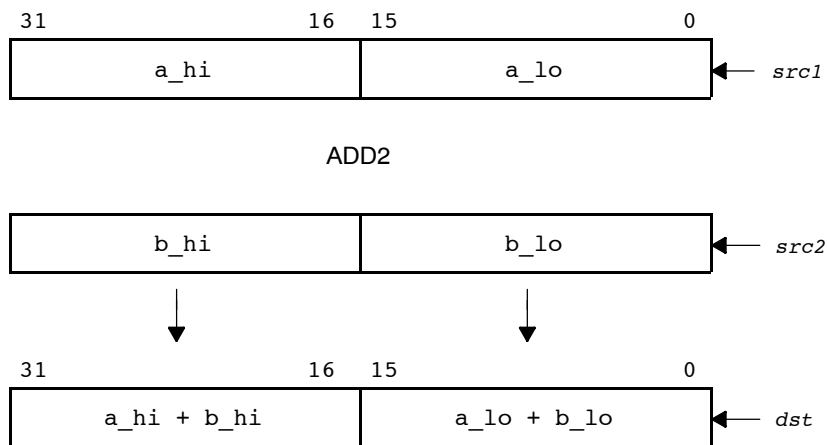 31 16 15 0
a_hi a_lo src1
ADD2
b_hi b_lo src2
31 16 15 0
a_hi + b_hi a_lo + b_lo dst